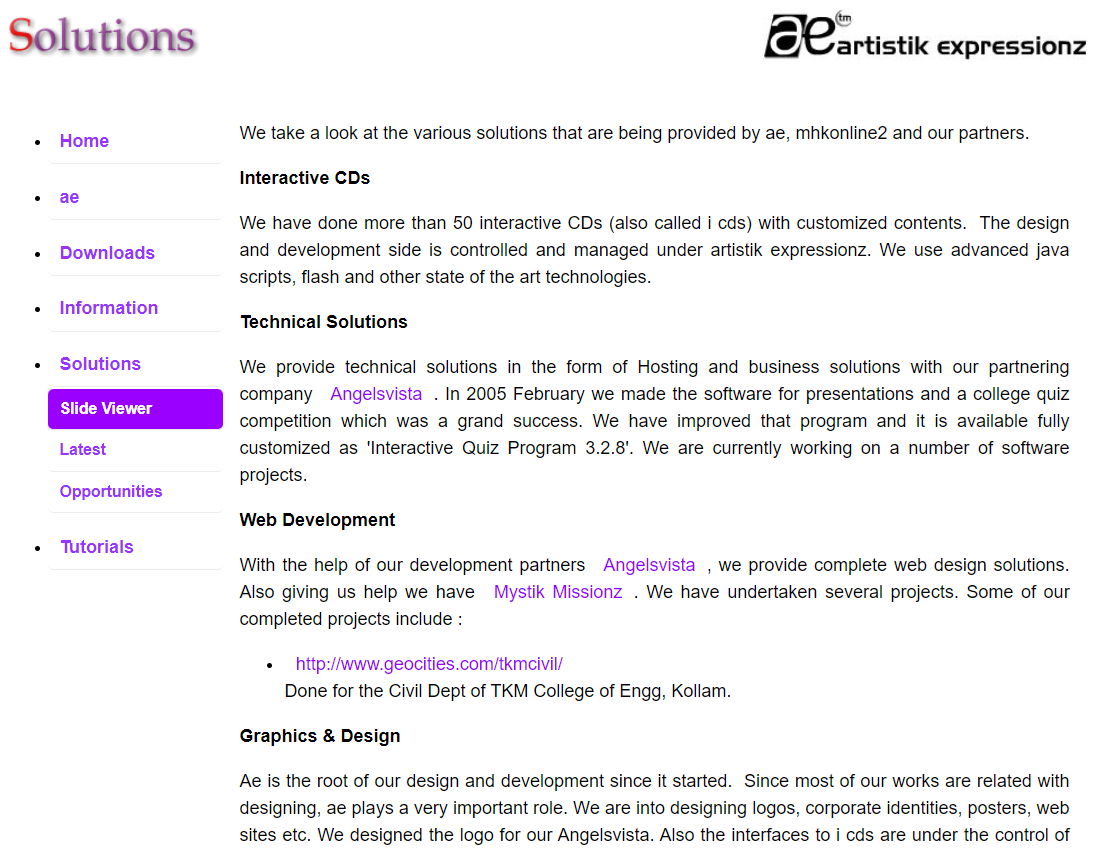 Solutions
ae tm artistik expressionz
Home
ae
Downloads
Information
Solutions
Slide Viewer
Latest
Opportunities
Tutorials
We take a look at the various solutions that are being provided by ae, mhkonline2 and our partners.
Interactive CDs
We have done more than 50 interactive CDs (also called i cds) with customized contents. The design
and development side is controlled and managed under artistik expressionz. We use advanced java
scripts, flash and other state of the art technologies.
Technical Solutions
We provide technical solutions in the form of Hosting and business solutions with our partnering
company Angelsvista . In 2005 February we made the software for presentations and a college quiz
competition which was a grand success. We have improved that program and it is available fully
customized as 'Interactive Quiz Program 3.2.8'. We are currently working on a number of software
projects.
Web Development
With the help of our development partners Angelsvista , we provide complete web design solutions.
Also giving us help we have Mystik Missionz . We have undertaken several projects. Some of our
completed projects include :
http://www.geocities.com/tkmcivil/
Done for the Civil Dept of TKM College of Engg, Kollam.
Graphics & Design
Ae is the root of our design and development since it started. Since most of our works are related with
designing, ae plays a very important role. We are into designing logos, corporate identities, posters, web
sites etc. We designed the logo for our Angelsvista. Also the interfaces to i cds are under the control of